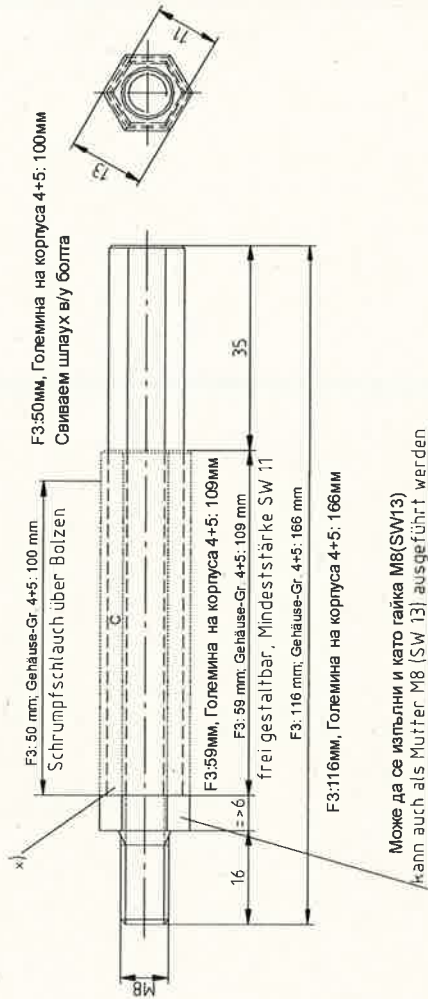 F3:50мм, Големина на корпуса 4+5: 100мм
Свиваем шлаух в/у болта
F3: 50 mm; Gehäuse-Gr. 4+5: 100 mm
Schrumpfschlauch über Bolzen
x)
C
13
11
M8
16
=>6
35
F3:59мм, Големина на корпуса 4+5: 109мм
F3: 59 mm; Gehäuse-Gr. 4+5: 109 mm
frei gestaltbar, Mindeststärke SW 11
F3: 116 mm; Gehäuse-Gr. 4+5: 166 mm
F3:116мм, Големина на корпуса 4+5: 166мм
Може да се изпълни и като гайка M8(SW13)
kann auch als Mutter M8 (SW 13) ausgeführt werden